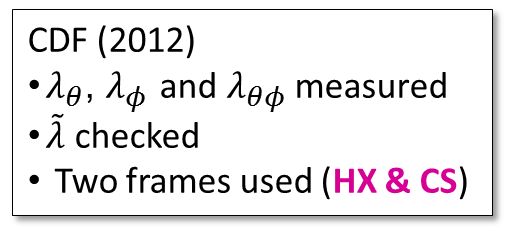 CDF (2012)
• λ_θ, λ_ϕ and λ_θϕ measured
• λ̃ checked
• Two frames used (HX & CS)